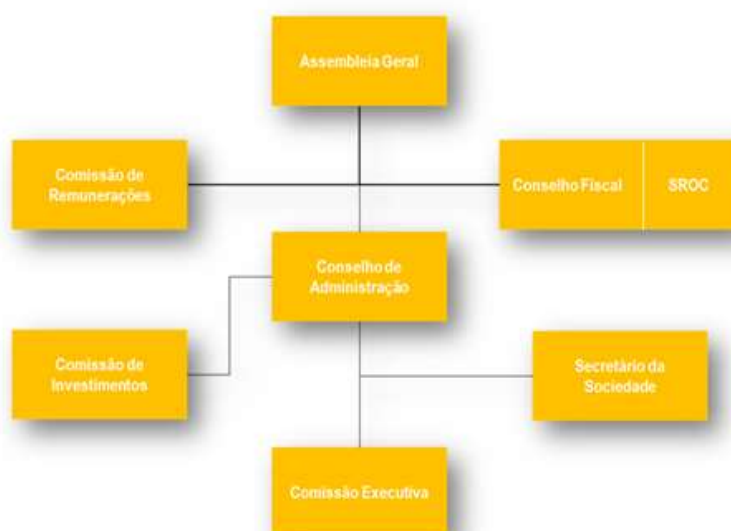 Assembleia Geral
Comissão de
Remunerações
Conselho Fiscal
SROC
Conselho de
Administração
Comissão de
Investimentos
Secretário da
Sociedade
Comissão Executiva